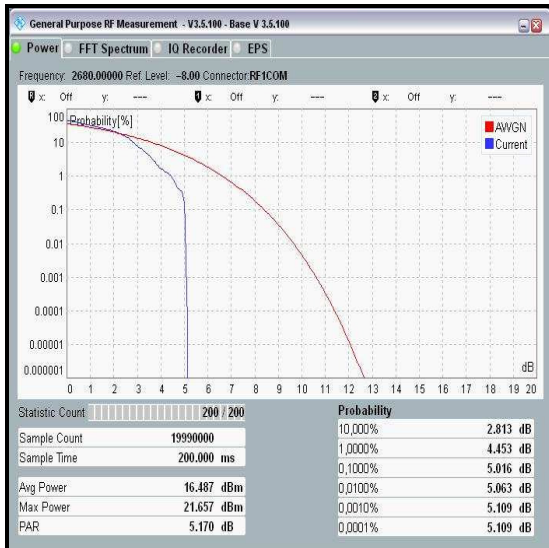 General Purpose RF Measurement - V3.5.100 - Base V 3.5.100
Power FFT Spectrum IQ Recorder EPS
Frequency: 2680.00000 Ref. Level: -8.00 Connector:RF1COM
x: Off y: --- 1 x: Off y: --- 2 x: Off y: ---
Probability[%]
AWGN
Current
100
10
1
0.1
0.01
0.001
0.0001
0.00001
0.000001
dB
0 1 2 3 4 5 6 7 8 9 10 11 12 13 14 15 16 17 18 19 20
Statistic Count 200 / 200
Sample Count 19990000
Sample Time 200.000 ms
Avg Power 16.487 dBm
Max Power 21.657 dBm
PAR 5.170 dB
Probability
10,000% 2.813 dB
1,0000% 4.453 dB
0,1000% 5.016 dB
0,0100% 5.063 dB
0,0010% 5.109 dB
0,0001% 5.109 dB